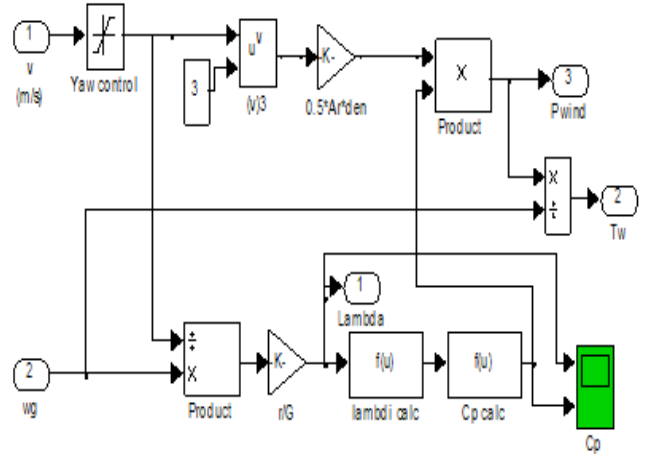 1
v
(m/s)
Yaw control
3
u^v
(v)3
-K-
0.5*Ar*den
X
Product
3
Pwind
X
÷
2
Tw
1
Lambda
2
wg
÷
X
Product
-K-
r/G
f(u)
lambdi calc
f(u)
Cp calc
Cp